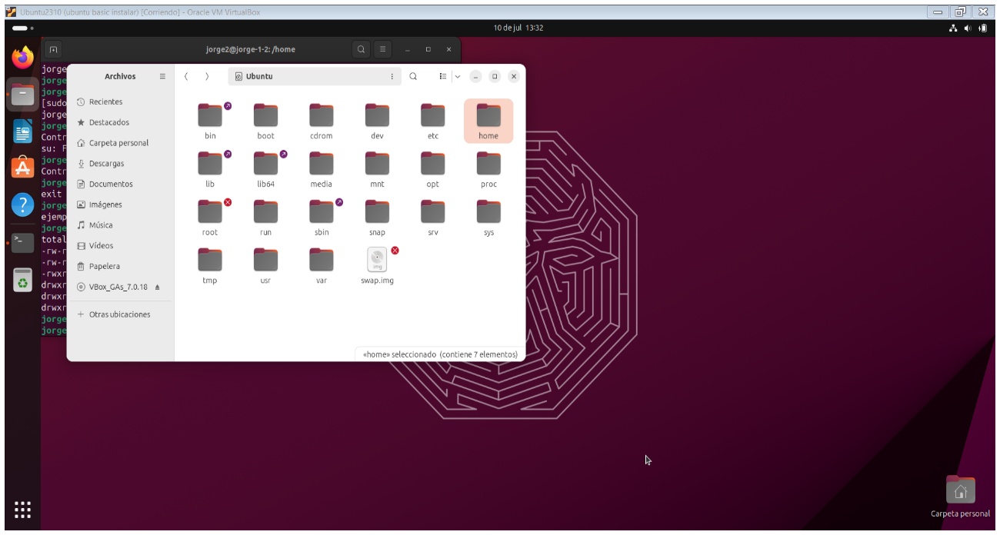 Ubuntu2310 (ubuntu basic instalar) [Corriendo] - Oracle VM VirtualBox
10 de jul 13:32
jorge2@jorge-1-2: /home
jorge
jorge
jorge
[sudo
jorge
jorge
Contr
su: F
jorge
Contr
jorge
exit
jorge
ejemp
jorge
total
-rw-r
-rw-r
-rwxr
drwxr
drwxr
drwxr
jorge
jorge
Archivos
Recientes
Destacados
Carpeta personal
Descargas
Documentos
Imágenes
Música
Vídeos
Papelera
VBox_GAs_7.0.18
Otras ubicaciones
Ubuntu
bin boot cdrom dev etc home
lib lib64 media mnt opt proc
root run sbin snap srv sys
img
tmp usr var swap.img
«home» seleccionado (contiene 7 elementos)
Carpeta personal